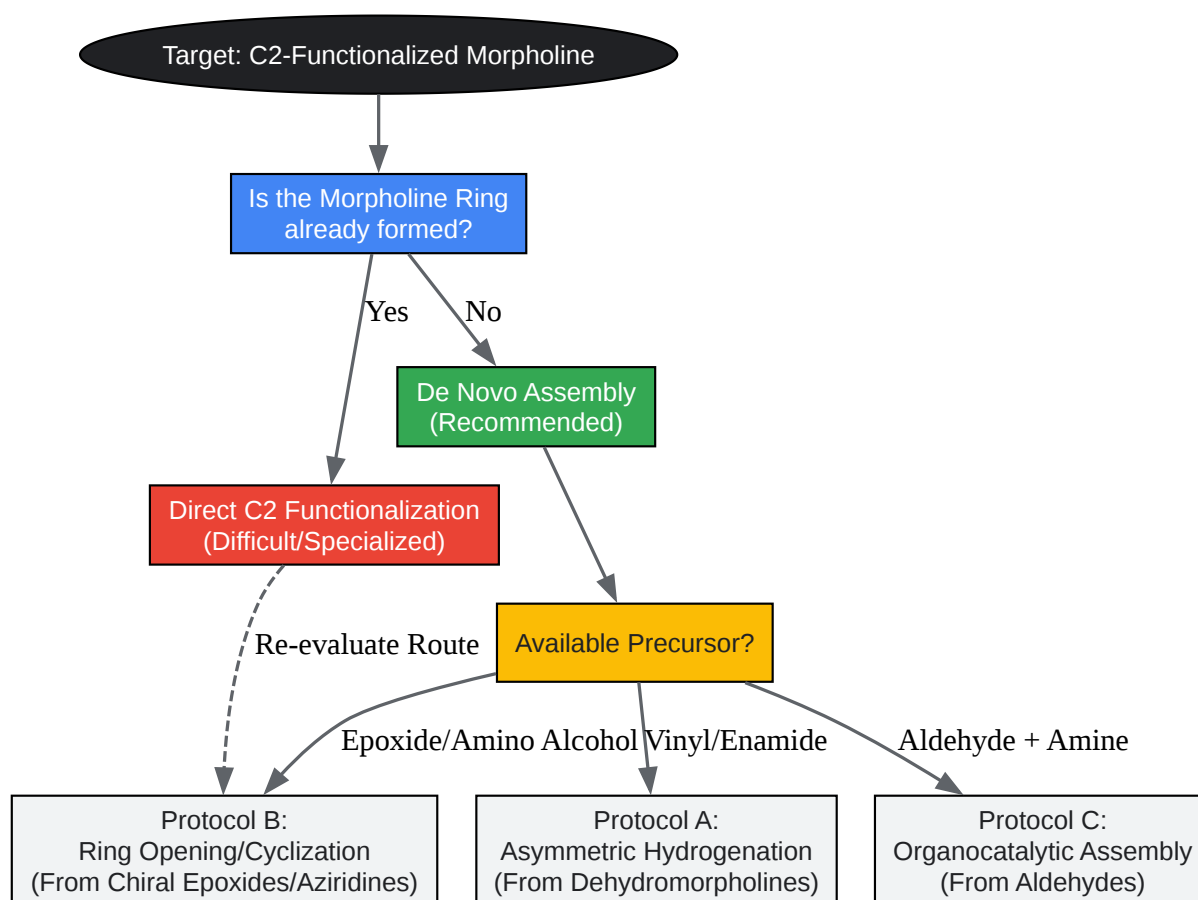 Target: C2-Functionalized Morpholine
Is the Morpholine Ring
already formed?
Yes
No
De Novo Assembly
(Recommended)
Direct C2 Functionalization
(Difficult/Specialized)
Re-evaluate Route
Available Precursor?
Epoxide/Amino Alcohol
Vinyl/Enamide
Aldehyde + Amine
Protocol B:
Ring Opening/Cyclization
(From Chiral Epoxides/Aziridines)
Protocol A:
Asymmetric Hydrogenation
(From Dehydromorpholines)
Protocol C:
Organocatalytic Assembly
(From Aldehydes)